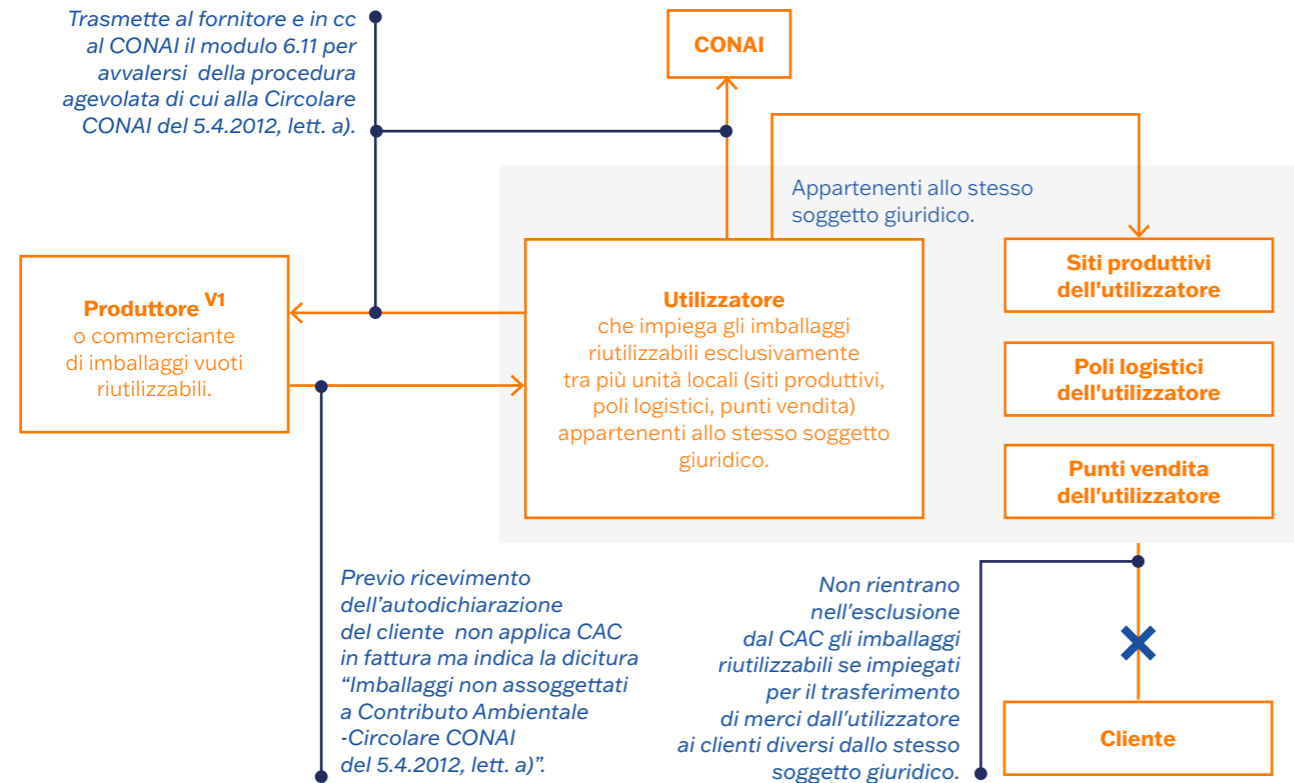 Trasmette al fornitore e in cc
al CONAI il modulo 6.11 per
avvalersi della procedura
agevolata di cui alla Circolare
CONAI del 5.4.2012, lett. a).
CONAI
Appartenenti allo stesso
soggetto giuridico.
Produttore V1
o commerciante
di imballaggi vuoti
riutilizzabili.
Utilizzatore
che impiega gli imballaggi
riutilizzabili esclusivamente
tra più unità locali (siti produttivi,
poli logistici, punti vendita)
appartenenti allo stesso soggetto
giuridico.
Siti produttivi
dell'utilizzatore
Poli logistici
dell'utilizzatore
Punti vendita
dell'utilizzatore
Previo ricevimento
dell'autodichiarazione
del cliente non applica CAC
in fattura ma indica la dicitura
“Imballaggi non assoggettati
a Contributo Ambientale
-Circolare CONAI
del 5.4.2012, lett. a)”.
Non rientrano
nell'esclusione
dal CAC gli imballaggi
riutilizzabili se impiegati
per il trasferimento
di merci dall'utilizzatore
ai clienti diversi dallo stesso
soggetto giuridico.
Cliente